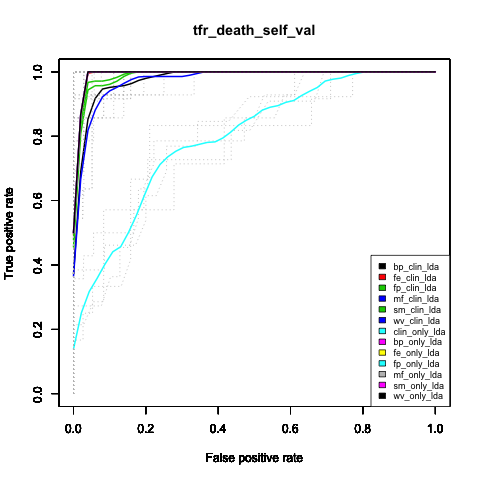 tfr_death_self_val
True positive rate
1.0
0.8
0.6
0.4
0.2
0.0
bp_clin_lda
fe_clin_lda
fp_clin_lda
mf_clin_lda
sm_clin_lda
wv_clin_lda
clin_only_lda
bp_only_lda
fe_only_lda
fp_only_lda
mf_only_lda
sm_only_lda
wv_only_lda
0.0 0.2 0.4 0.6 0.8 1.0
False positive rate